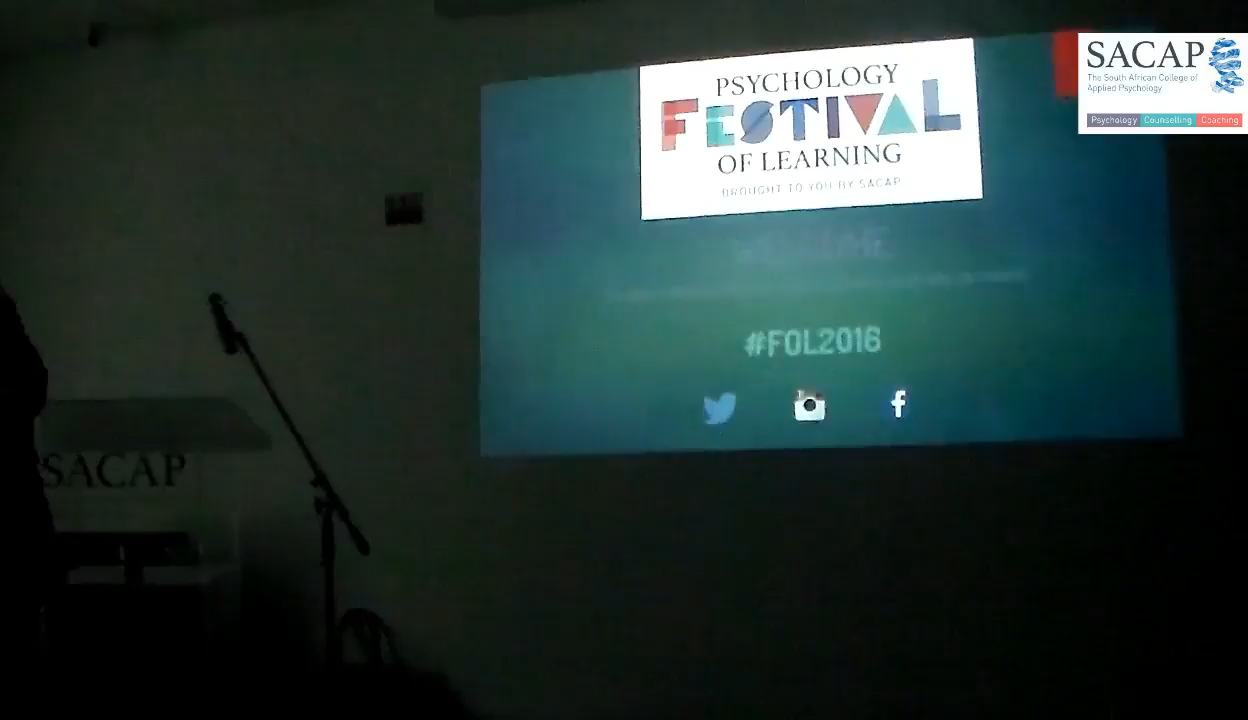 PSYCHOLOGY
FESTIVAL
OF LEARNING
BROUGHT TO YOU BY SACAP
#FOL2016
SACAP
The South African College of
Applied Psychology
Psychology Counselling Coaching
SACAP